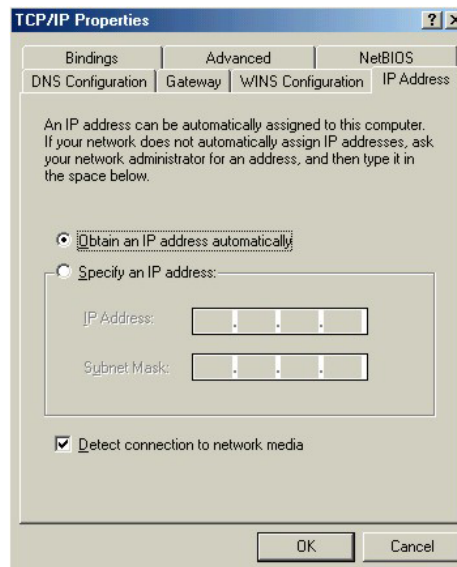 TCP/IP Properties
? x
Bindings Advanced NetBIOS
DNS Configuration Gateway WINS Configuration IP Address
An IP address can be automatically assigned to this computer.
If your network does not automatically assign IP addresses, ask
your network administrator for an address, and then type it in
the space below.
Obtain an IP address automatically
Specify an IP address:
IP Address: . . .
Subnet Mask: . . .
Detect connection to network media
OK Cancel